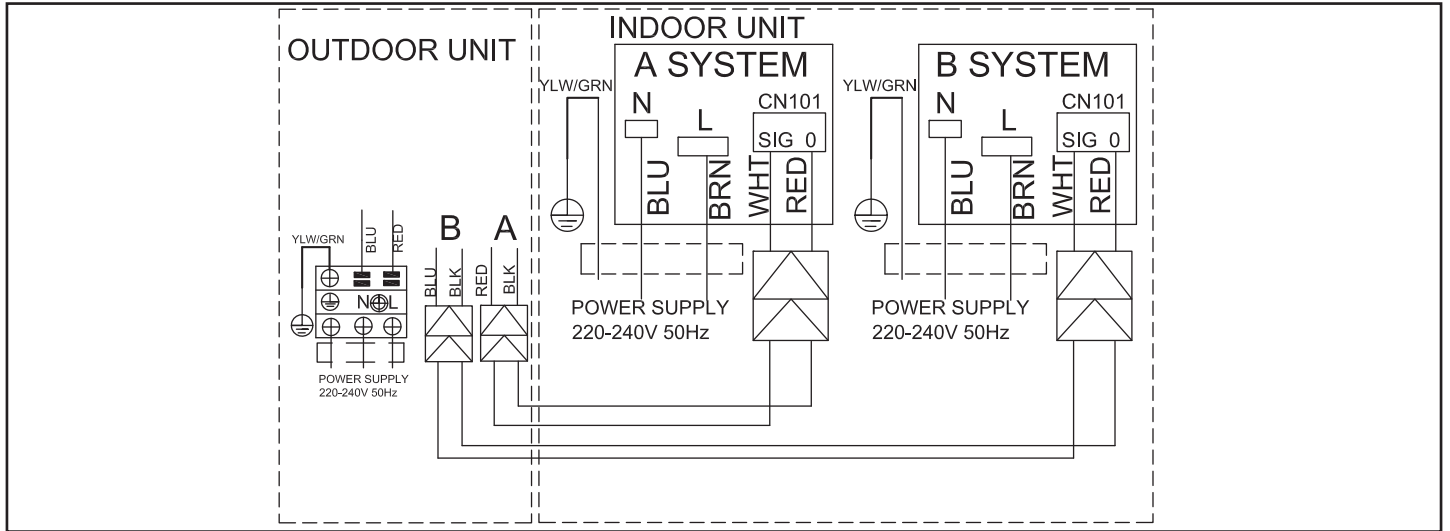 OUTDOOR UNIT
YLW/GRN
BLU
RED
N L
POWER SUPPLY
220-240V 50Hz
B
A
BLU
BLK
RED
BLK
INDOOR UNIT
A SYSTEM
YLW/GRN
N
L
CN101
SIG 0
BLU
BRN
WHT
RED
POWER SUPPLY
220-240V 50Hz
B SYSTEM
YLW/GRN
N
L
CN101
SIG 0
BLU
BRN
WHT
RED
POWER SUPPLY
220-240V 50Hz